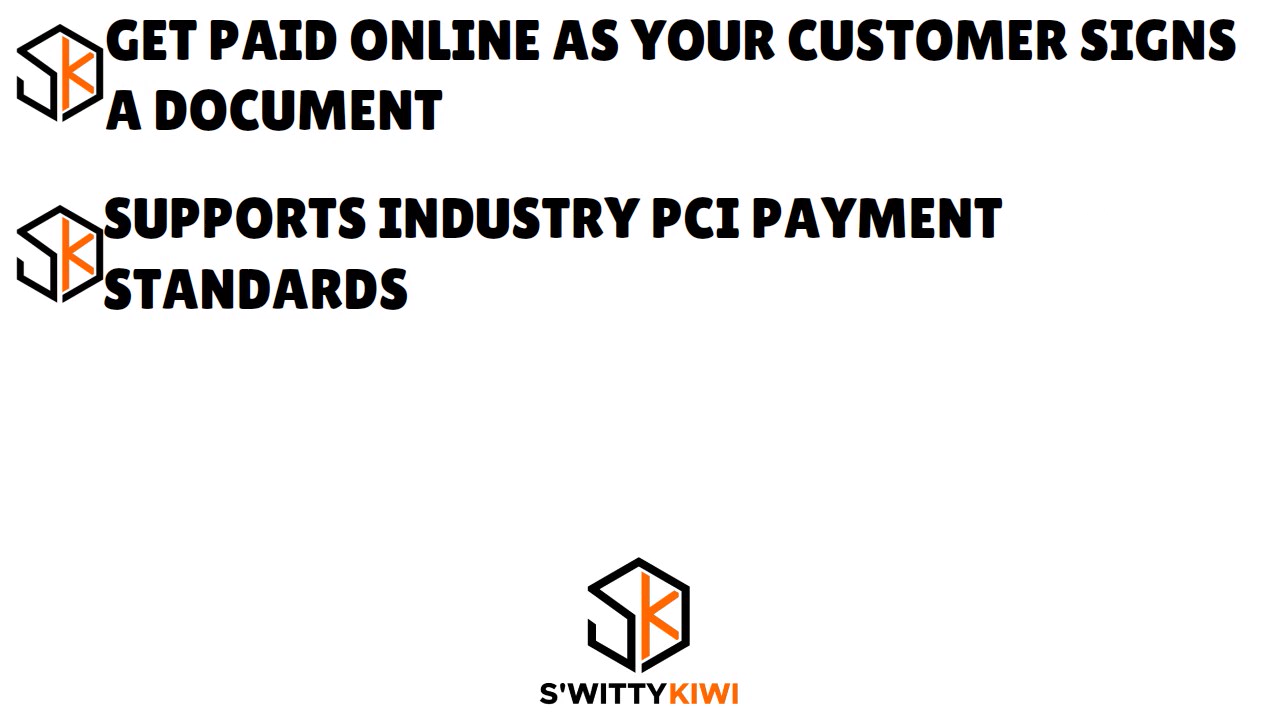 GET PAID ONLINE AS YOUR CUSTOMER SIGNS
A DOCUMENT
SUPPORTS INDUSTRY PCI PAYMENT
STANDARDS
S'WITTYKIWI